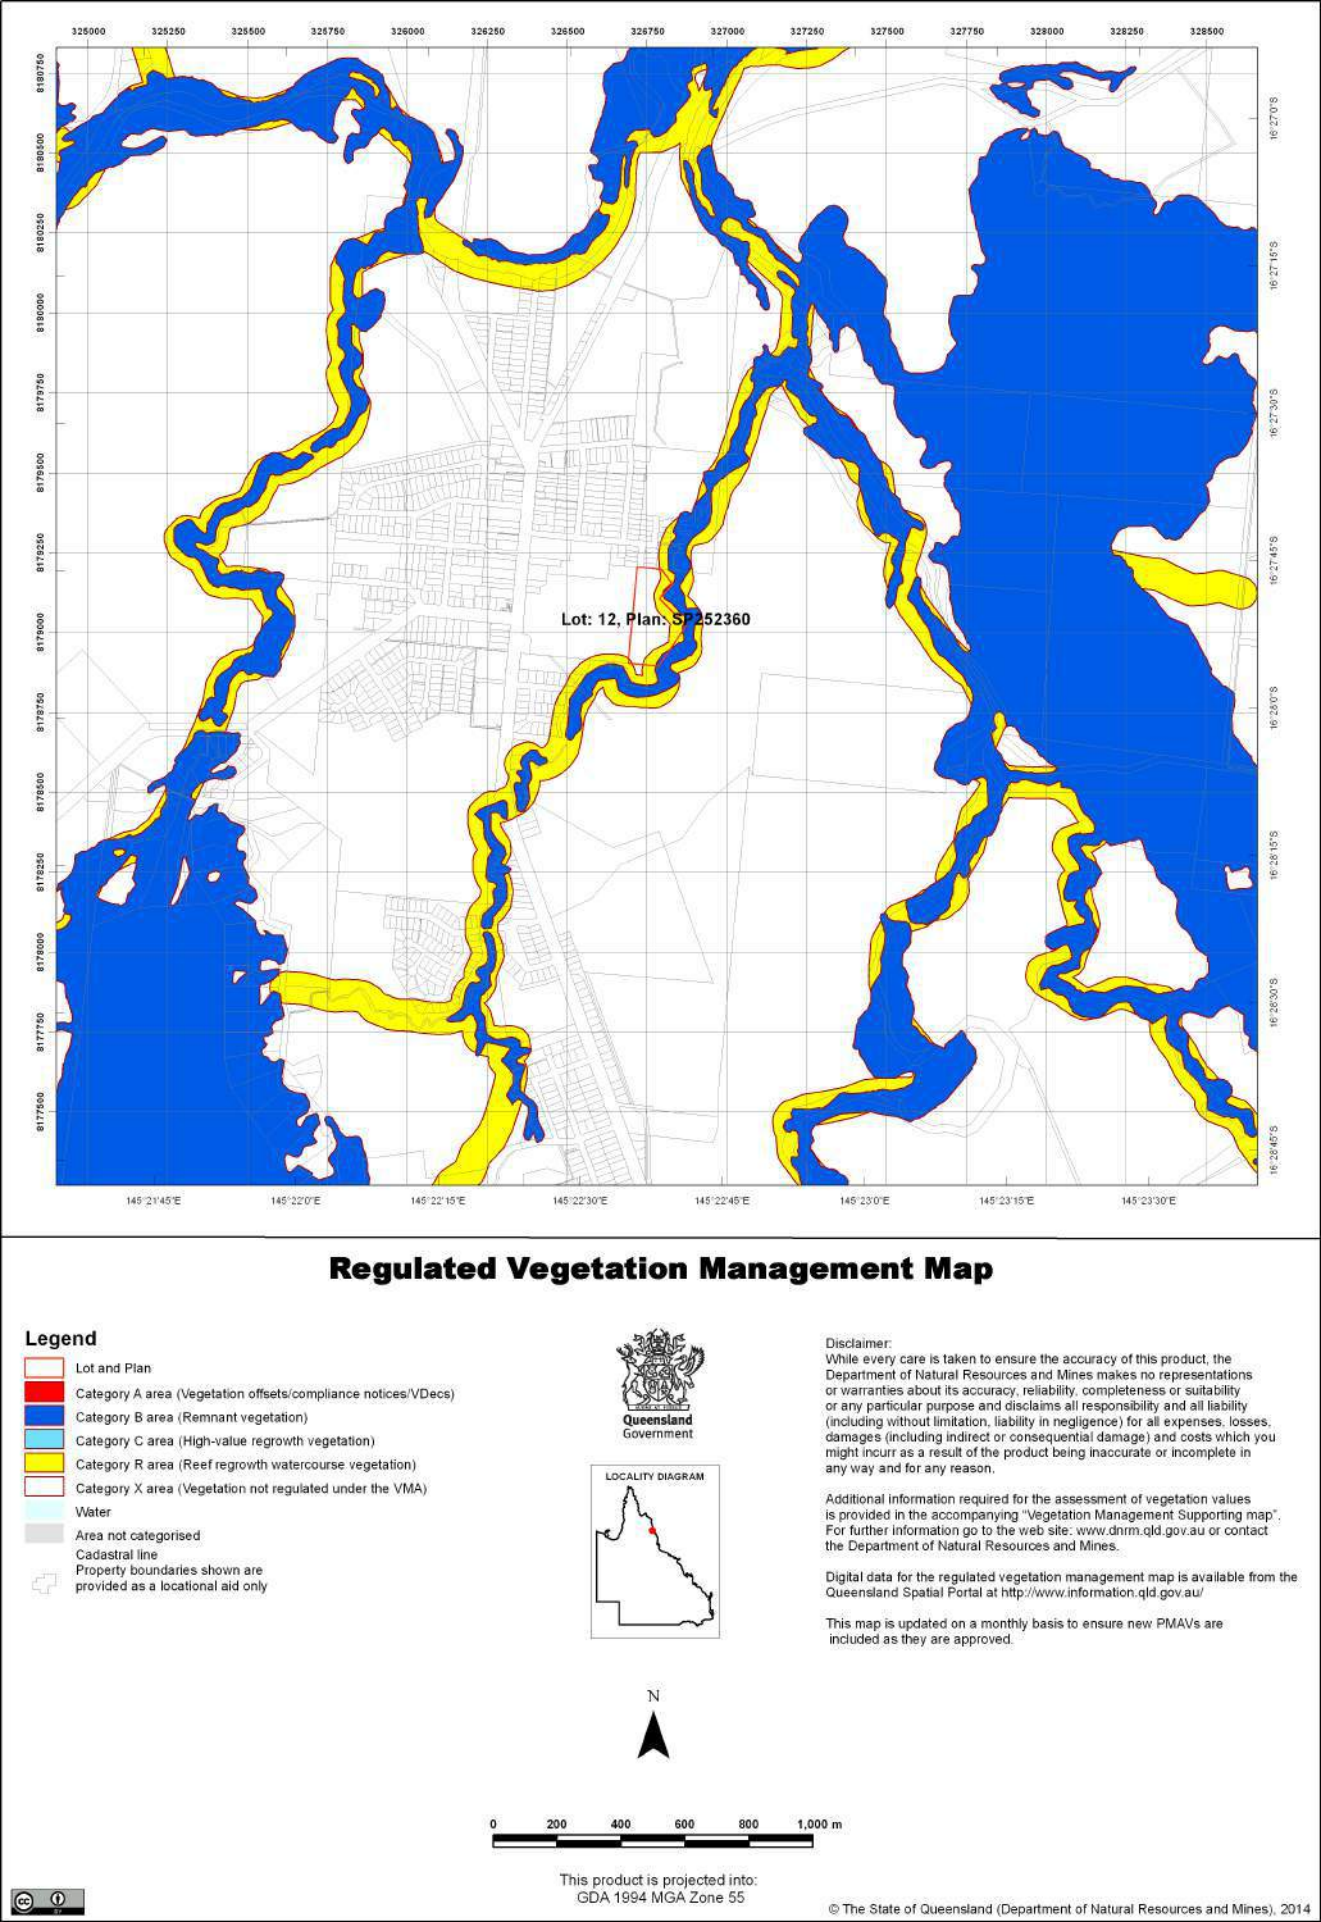 325000 325250 325500 325750 326000 326250 326500 326750 327000 327250 327500 327750 328000 328250 328500
8180750
8180500
8180250
8180000
8179750
8179500
8179250
8179000
8178750
8178500
8178250
8178000
8177750
8177500
16°27'0"S
16°27'15"S
16°27'30"S
16°27'45"S
16°28'0"S
16°28'15"S
16°28'30"S
16°28'45"S
Lot: 12, Plan: SP252360
145°21'45"E 145°22'0"E 145°22'15"E 145°22'30"E 145°22'45"E 145°23'0"E 145°23'15"E 145°23'30"E
Regulated Vegetation Management Map
Legend
Lot and Plan
Category A area (Vegetation offsets/compliance notices/VDecs)
Category B area (Remnant vegetation)
Category C area (High-value regrowth vegetation)
Category R area (Reef regrowth watercourse vegetation)
Category X area (Vegetation not regulated under the VMA)
Water
Area not categorised
Cadastral line
Property boundaries shown are
provided as a locational aid only
Queensland
Government
LOCALITY DIAGRAM
Disclaimer:
While every care is taken to ensure the accuracy of this product, the
Department of Natural Resources and Mines makes no representations
or warranties about its accuracy, reliability, completeness or suitability
or any particular purpose and disclaims all responsibility and all liability
(including without limitation, liability in negligence) for all expenses, losses,
damages (including indirect or consequential damage) and costs which you
might incurr as a result of the product being inaccurate or incomplete in
any way and for any reason.
Additional information required for the assessment of vegetation values
is provided in the accompanying "Vegetation Management Supporting map".
For further information go to the web site: www.dnrm.qld.gov.au or contact
the Department of Natural Resources and Mines.
Digital data for the regulated vegetation management map is available from the
Queensland Spatial Portal at http://www.information.qld.gov.au/
This map is updated on a monthly basis to ensure new PMAVs are
included as they are approved.
N
0 200 400 600 800 1,000 m
This product is projected into:
GDA 1994 MGA Zone 55
cc
BY
© The State of Queensland (Department of Natural Resources and Mines), 2014